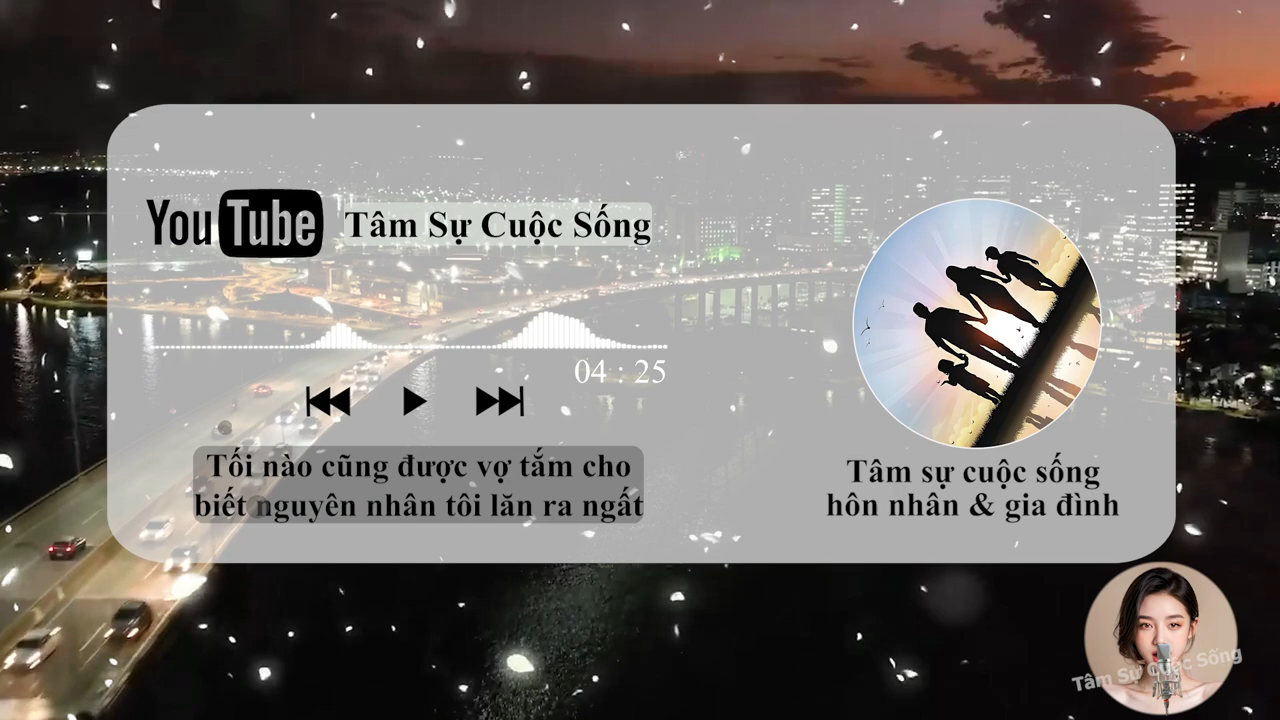 YouTube Tâm Sự Cuộc Sống
04 : 25
Tối nào cũng được vợ tắm cho
biết nguyên nhân tôi lăn ra ngất
Tâm sự cuộc sống
hôn nhân & gia đình
Tâm Sự Cuộc Sống